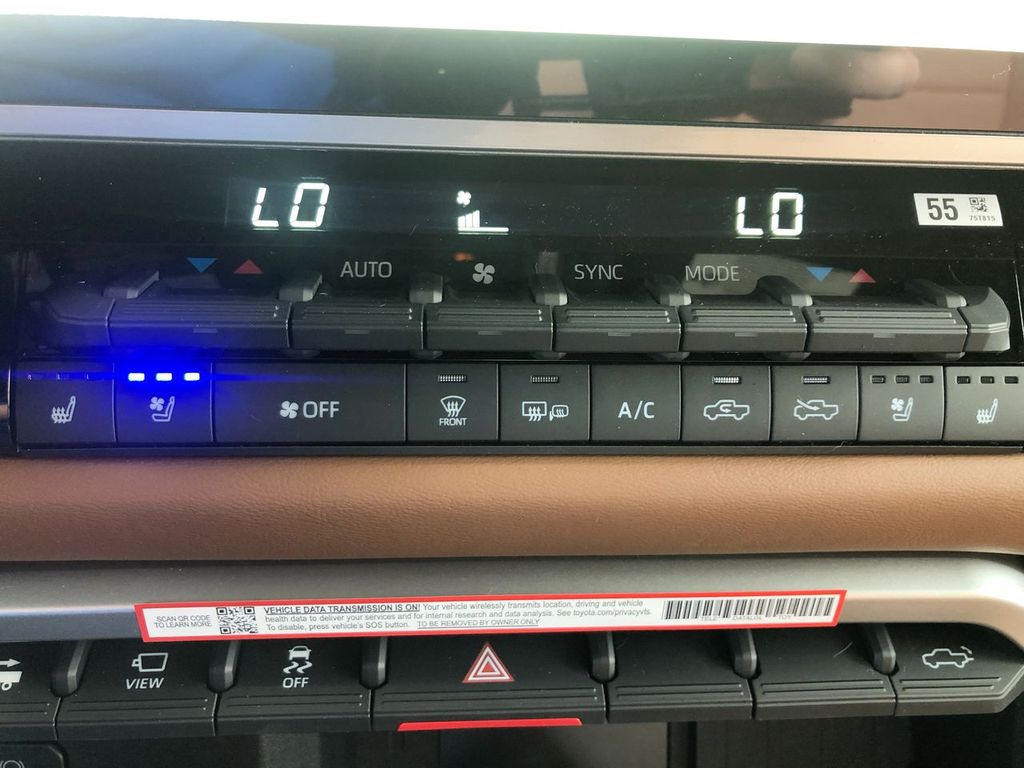 LO
LO
55
75T815
AUTO
SYNC
MODE
OFF
FRONT
A/C
SCAN QR CODE
TO LEARN MORE
VEHICLE DATA TRANSMISSION IS ON! Your vehicle wirelessly transmits location, driving and vehicle
health data to deliver your services and for internal research and data analysis. See toyota.com/privacyvts.
To disable, press vehicle's SOS button. TO BE REMOVED BY OWNER ONLY
VIEW
OFF